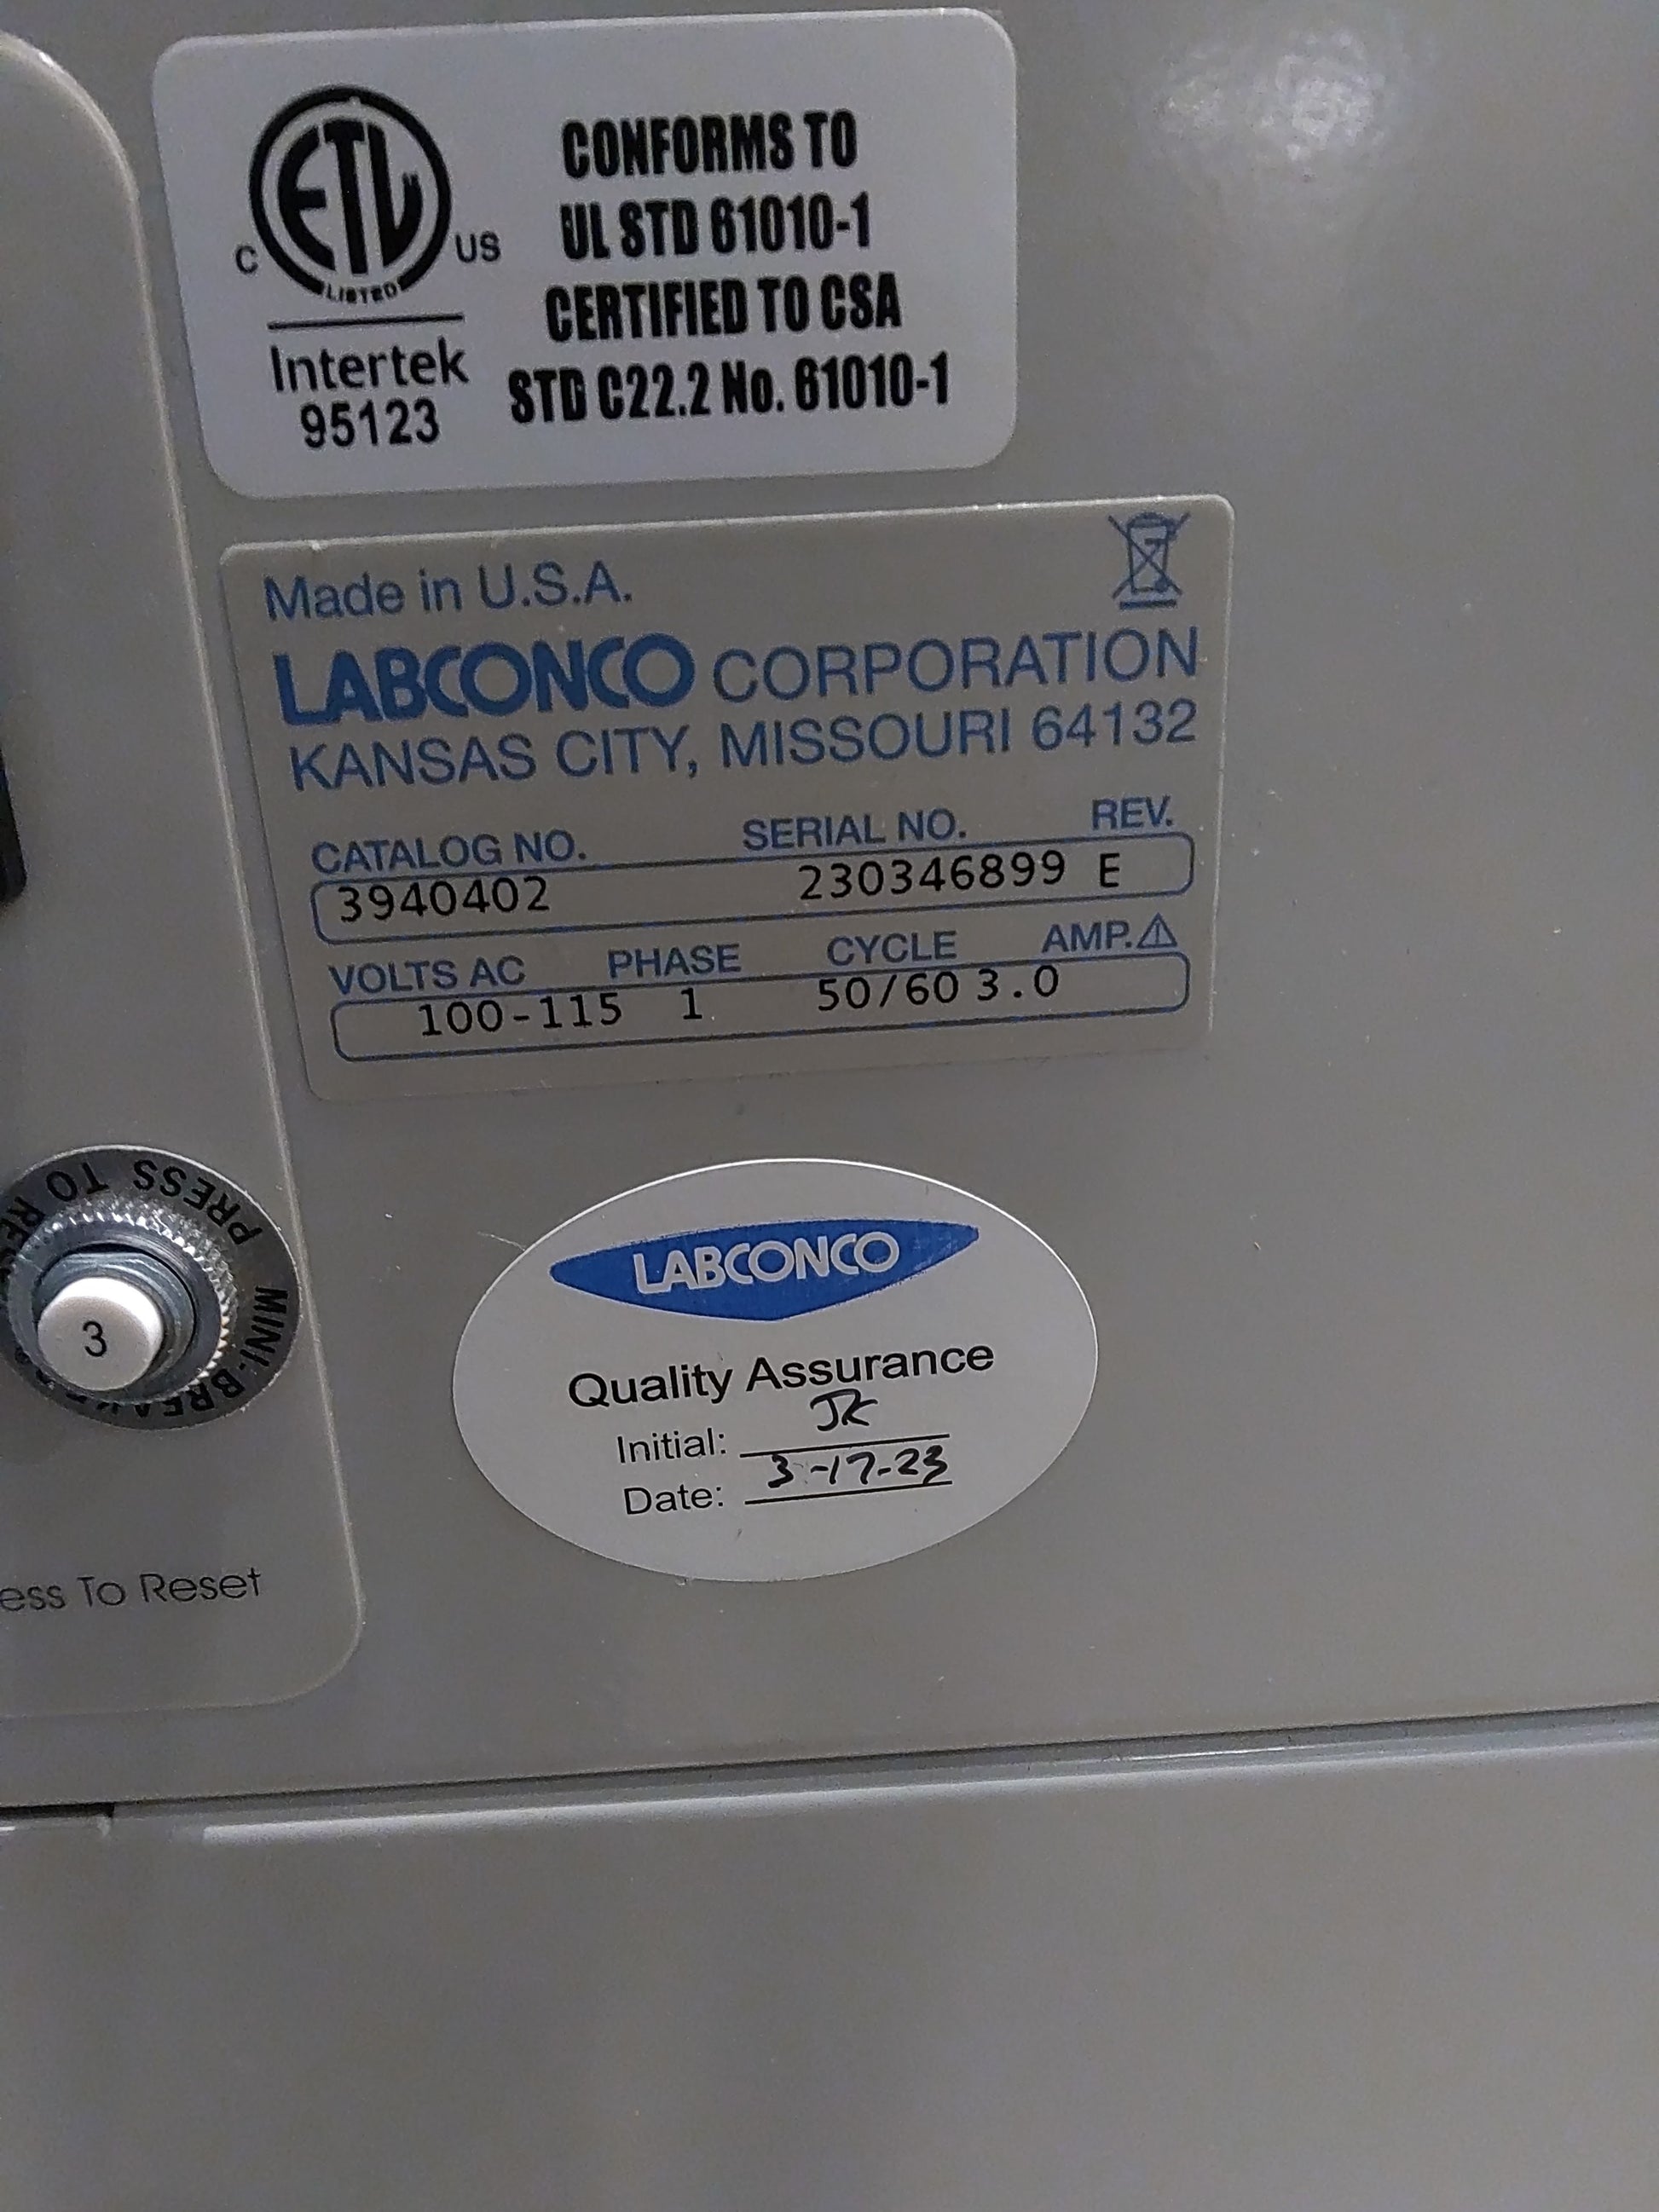 ETL
LISTED
C
US
Intertek
95123
CONFORMS TO
UL STD 61010-1
CERTIFIED TO CSA
STD C22.2 No. 61010-1
Made in U.S.A.
LABCONCO CORPORATION
KANSAS CITY, MISSOURI 64132
CATALOG NO. SERIAL NO. REV.
3940402 230346899 E
VOLTS AC PHASE CYCLE AMP.
100-115 1 50/60 3.0
PRESS TO
MINI-BREAKER
3
ess To Reset
LABCONCO
Quality Assurance
Initial: JK
Date: 3-17-23